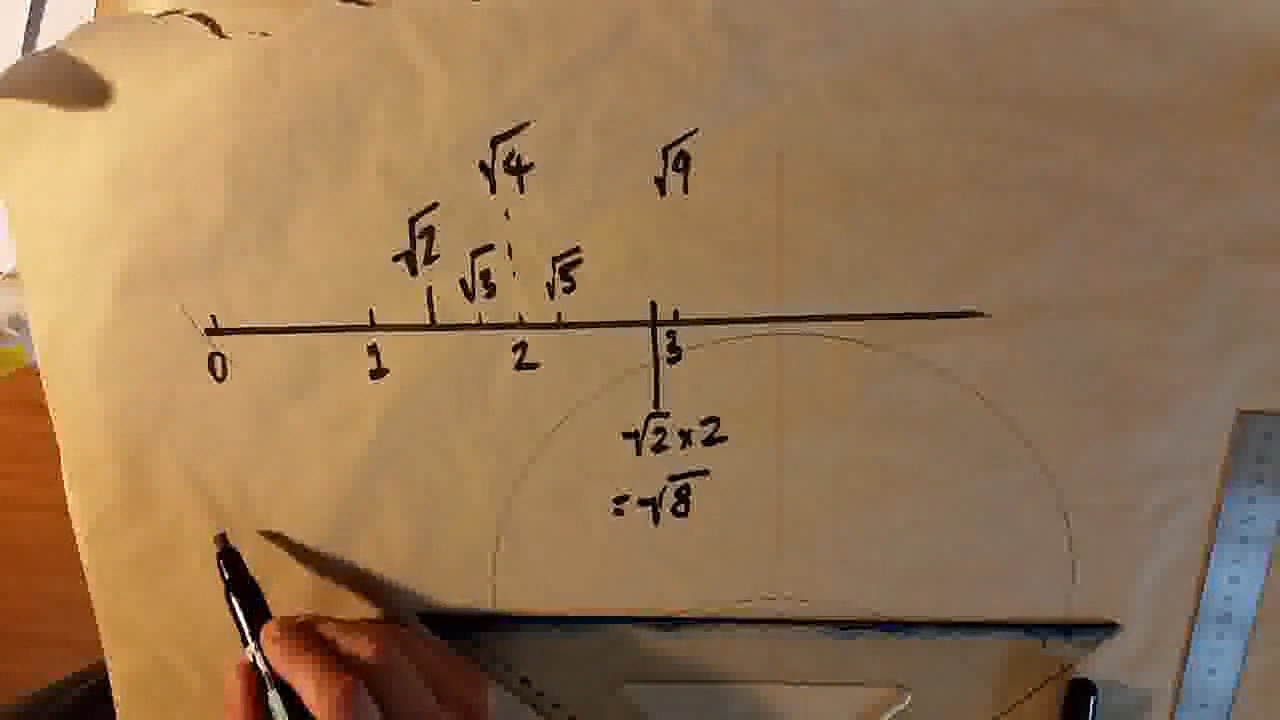 √4 √9
√2 √3 √5
0 1 2 3
√2 × 2
= √8